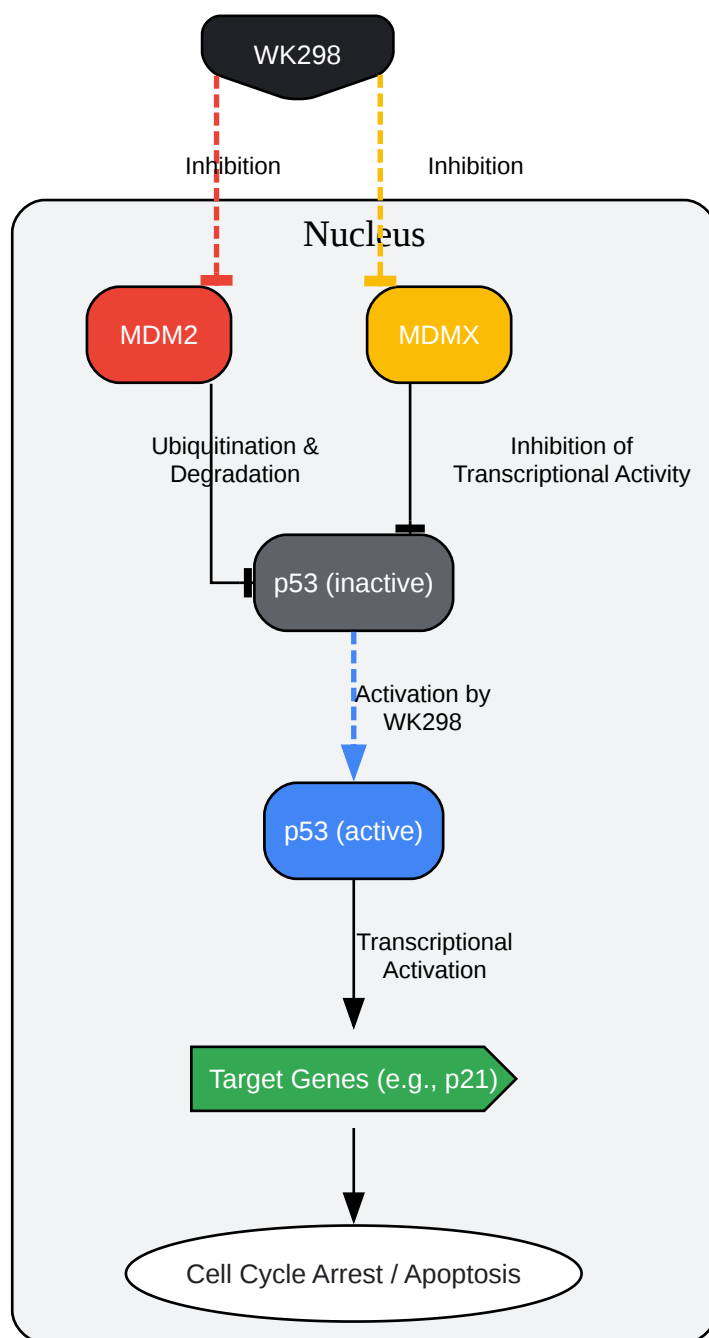 WK298
Inhibition
Inhibition
Nucleus
MDM2
MDMX
Ubiquitination &
Degradation
Inhibition of
Transcriptional Activity
p53 (inactive)
Activation by
WK298
p53 (active)
Transcriptional
Activation
Target Genes (e.g., p21)
Cell Cycle Arrest / Apoptosis